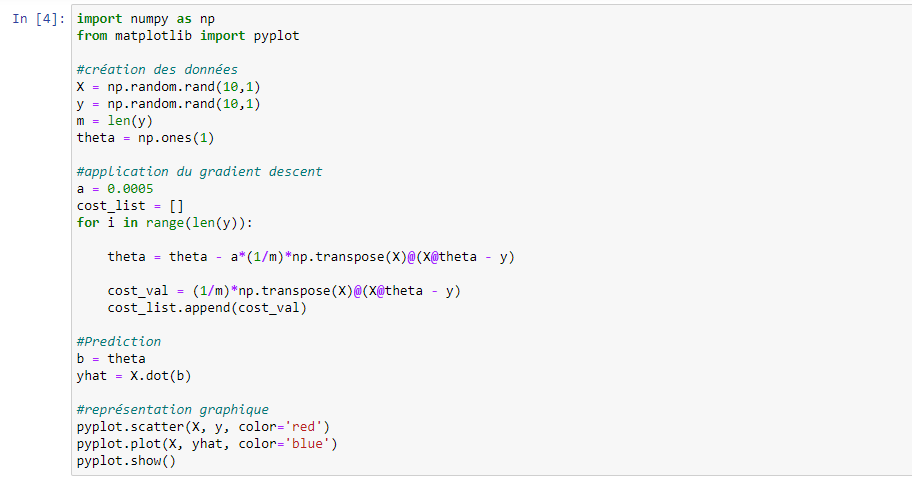 In [4]: import numpy as np
from matplotlib import pyplot
#création des données
X = np.random.rand(10,1)
y = np.random.rand(10,1)
m = len(y)
theta = np.ones(1)
#application du gradient descent
a = 0.0005
cost_list = []
for i in range(len(y)):
theta = theta - a*(1/m)*np.transpose(X)@(X@theta - y)
cost_val = (1/m)*np.transpose(X)@(X@theta - y)
cost_list.append(cost_val)
#Prediction
b = theta
yhat = X.dot(b)
#représentation graphique
pyplot.scatter(X, y, color='red')
pyplot.plot(X, yhat, color='blue')
pyplot.show()